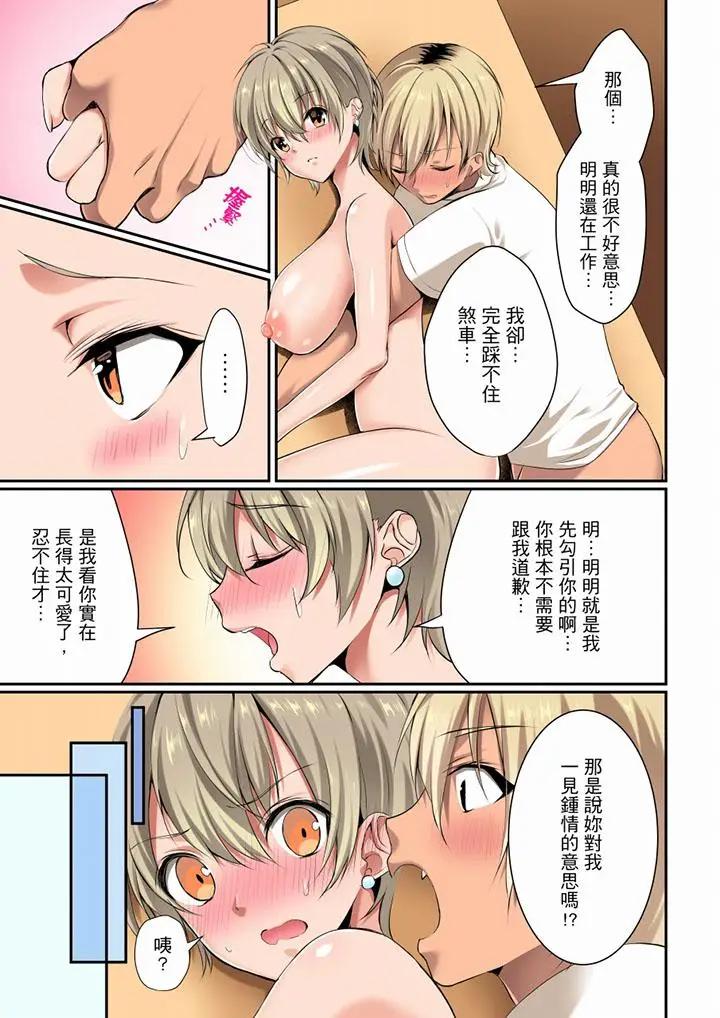 那個…
真的很不好意思…
明明還在工作…
我卻…
完全踩不住
煞車…
握緊…
……
明…明明就是我
先勾引你的啊…
你根本不需要
跟我道歉…
是我看你實在
長得太可愛了，
忍不住才…
那是說妳對我
一見鍾情的意思嗎!?
咦？